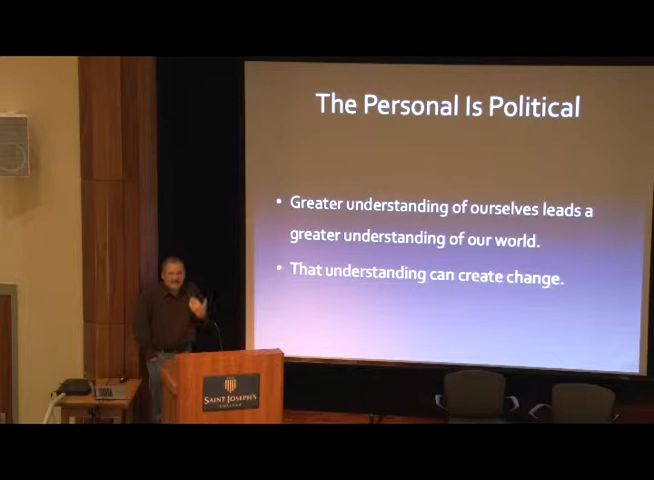 The Personal Is Political
• Greater understanding of ourselves leads a
greater understanding of our world.
• That understanding can create change.
SAINT JOSEPH'S
COLLEGE